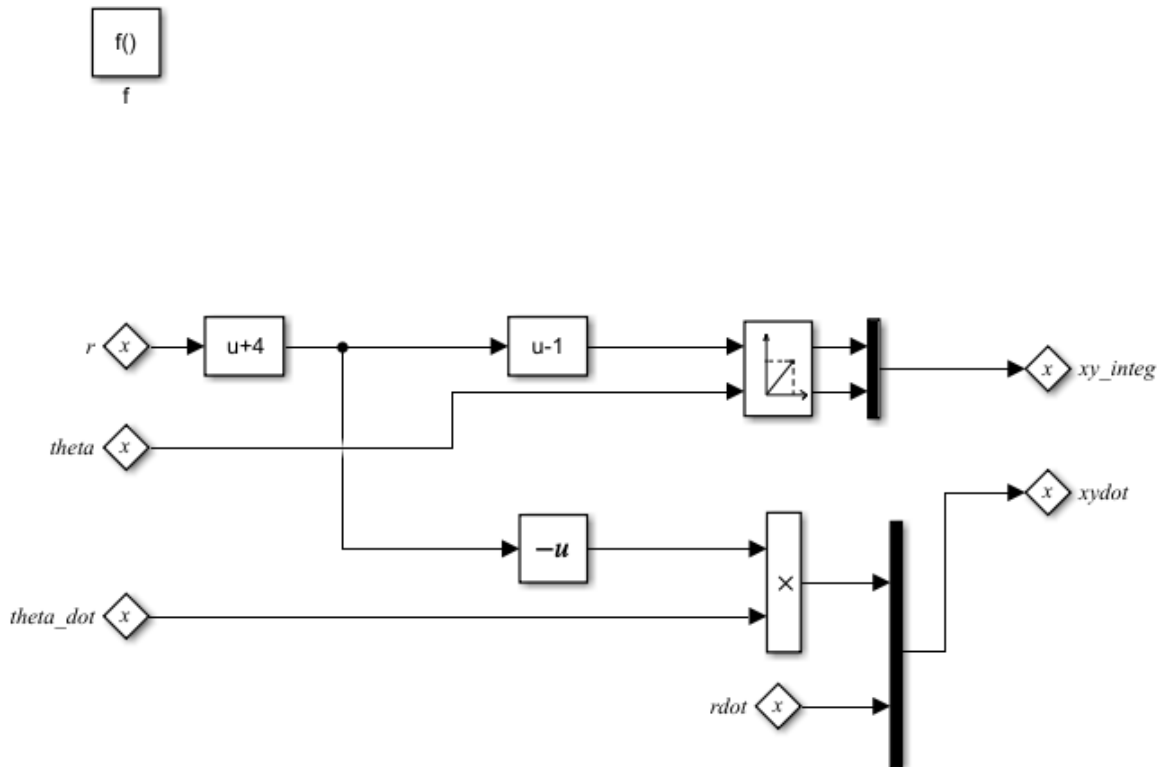 f()
f
r x u+4 u-1
x xy_integ
theta x
x xydot
−u
×
theta_dot x
rdot x